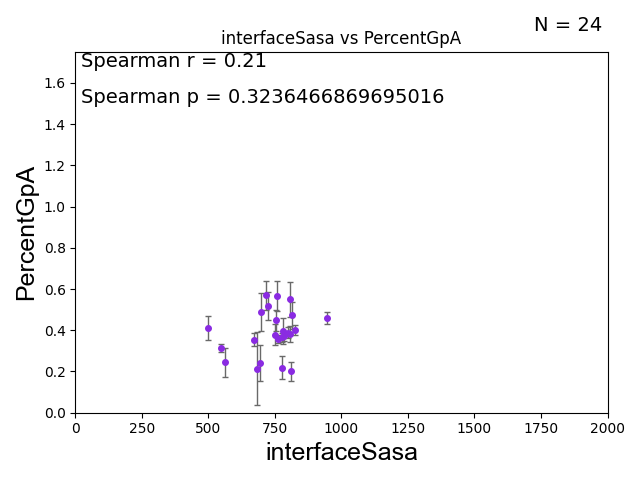 N = 24
interfaceSasa vs PercentGpA
Spearman r = 0.21
Spearman p = 0.3236466869695016
PercentGpA
1.6
1.4
1.2
1.0
0.8
0.6
0.4
0.2
0.0
0 250 500 750 1000 1250 1500 1750 2000
interfaceSasa